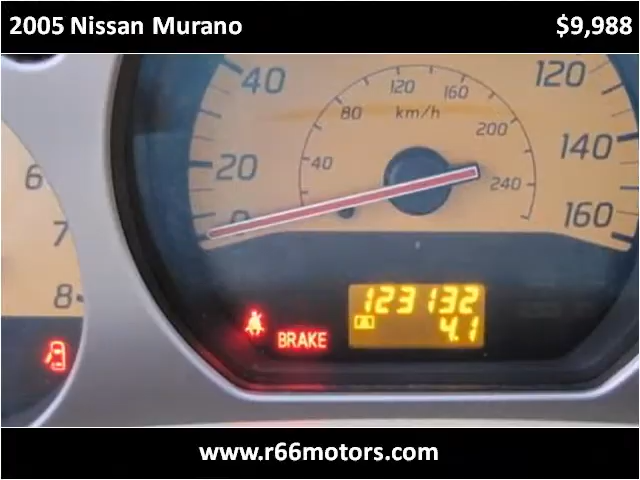 2005 Nissan Murano $9,988
40 120 160 120
80 km/h 200
6 20 40 240 140
7 0 160
8
123132
A 4.1
BRAKE
www.r66motors.com